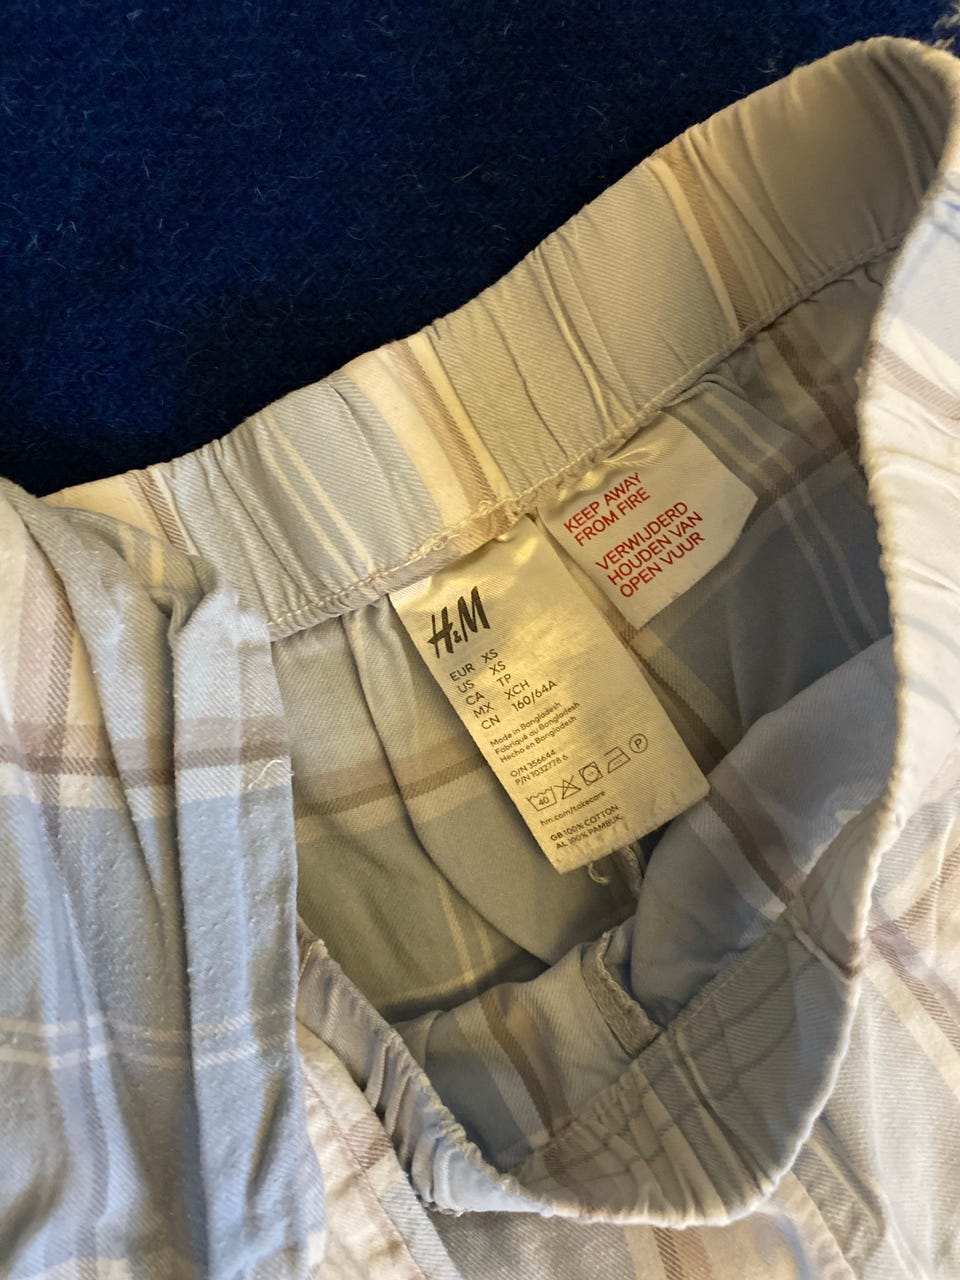 KEEP AWAY
FROM FIRE
VERWIJDERD
HOUDEN VAN
OPEN VUUR
H&M
EUR XS
US XS
CA TP
MX XCH
CN 160/64A
Made in Bangladesh
Fabriqué au Bangladesh
Hecho en Bangladesh
O/N 356644
P/N 1032778 6
40 P
hm.com/takecare
GB 100% COTTON
AL 100% PAMBUK.